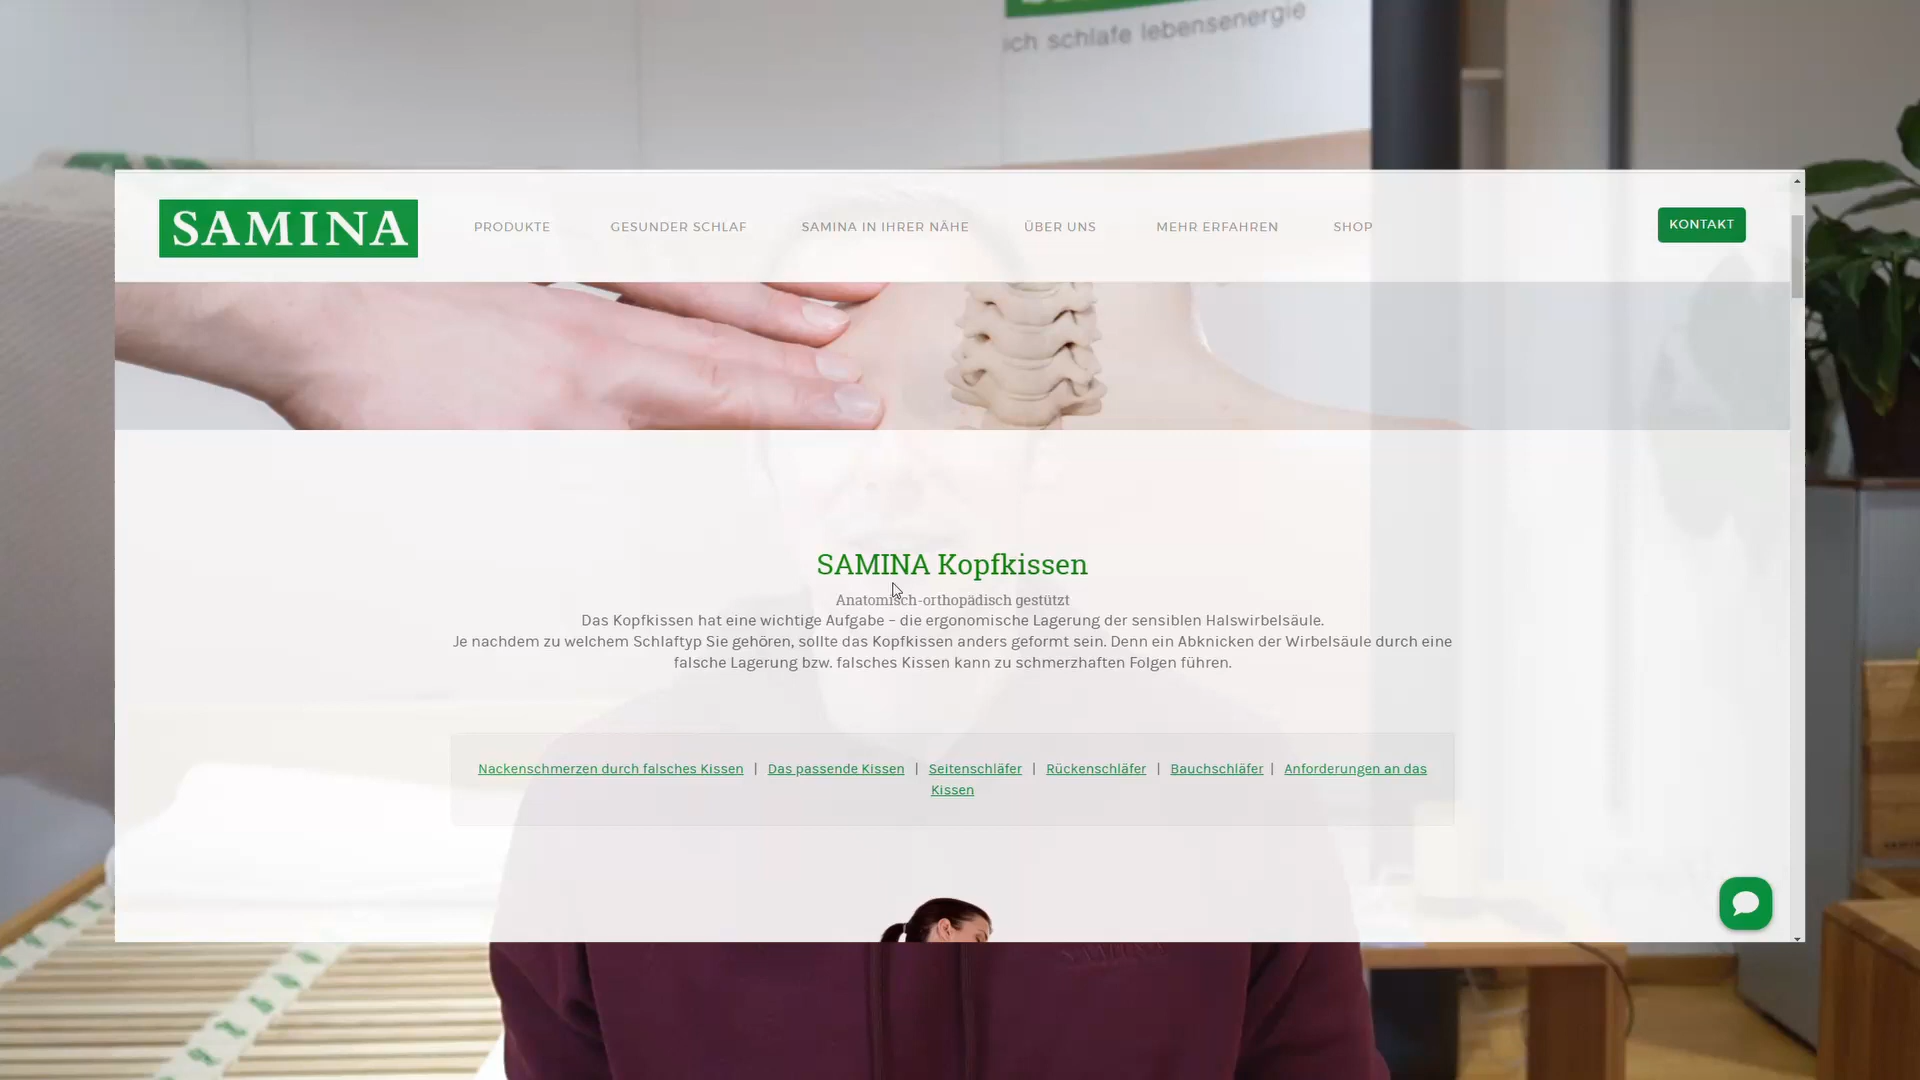 ich schlafe lebensenergie
SAMINA
PRODUKTE
GESUNDER SCHLAF
SAMINA IN IHRER NÄHE
ÜBER UNS
MEHR ERFAHREN
SHOP
KONTAKT
SAMINA Kopfkissen
Anatomisch-orthopädisch gestützt
Das Kopfkissen hat eine wichtige Aufgabe – die ergonomische Lagerung der sensiblen Halswirbelsäule.
Je nachdem zu welchem Schlaftyp Sie gehören, sollte das Kopfkissen anders geformt sein. Denn ein Abknicken der Wirbelsäule durch eine
falsche Lagerung bzw. falsches Kissen kann zu schmerzhaften Folgen führen.
Nackenschmerzen durch falsches Kissen | Das passende Kissen | Seitenschläfer | Rückenschläfer | Bauchschläfer | Anforderungen an das
Kissen